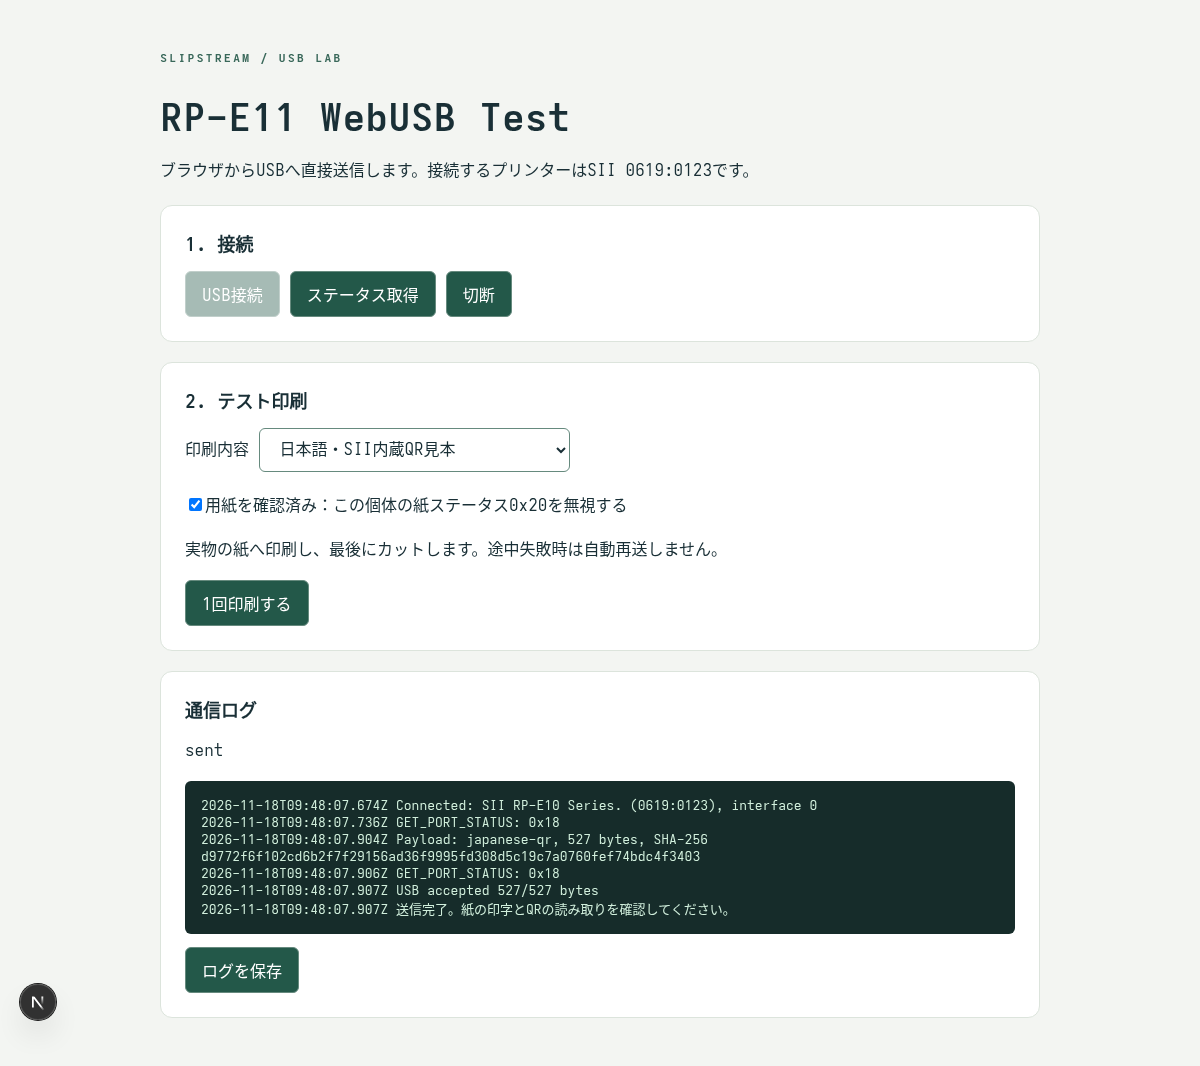 SLIPSTREAM / USB LAB
RP-E11 WebUSB Test
ブラウザからUSBへ直接送信します。接続するプリンターはSII 0619:0123です。
1. 接続
USB接続
ステータス取得
切断
2. テスト印刷
印刷内容
日本語・SII内蔵QR見本
用紙を確認済み：この個体の紙ステータス0x20を無視する
実物の紙へ印刷し、最後にカットします。途中失敗時は自動再送しません。
1回印刷する
通信ログ
sent
2026-11-18T09:48:07.674Z Connected: SII RP-E10 Series. (0619:0123), interface 0
2026-11-18T09:48:07.736Z GET_PORT_STATUS: 0x18
2026-11-18T09:48:07.904Z Payload: japanese-qr, 527 bytes, SHA-256
d9772f6f102cd6b2f7f29156ad36f9995fd308d5c19c7a0760fef74bdc4f3403
2026-11-18T09:48:07.906Z GET_PORT_STATUS: 0x18
2026-11-18T09:48:07.907Z USB accepted 527/527 bytes
2026-11-18T09:48:07.907Z 送信完了。紙の印字とQRの読み取りを確認してください。
ログを保存
N